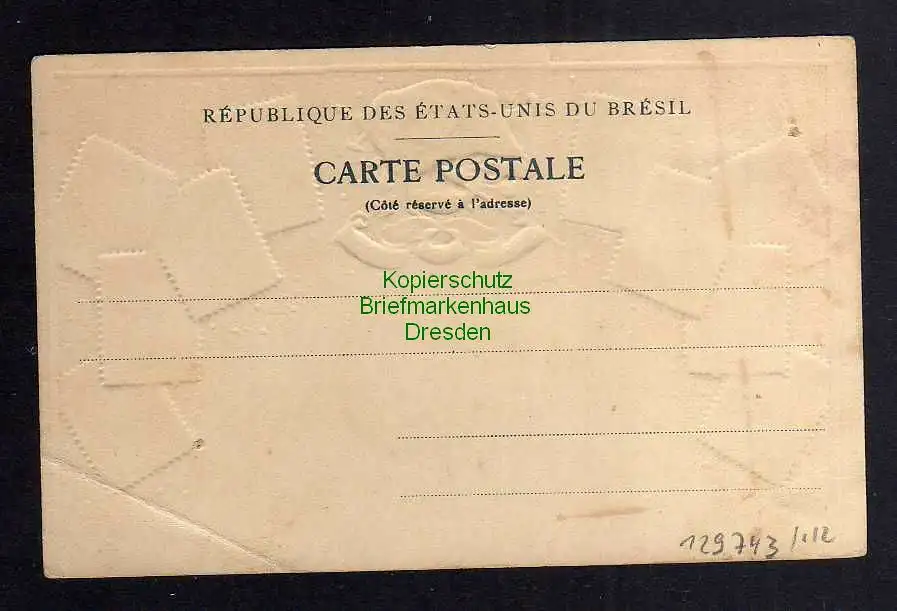 RÉPUBLIQUE DES ÉTATS-UNIS DU BRÉSIL
CARTE POSTALE
(Côté réservé à l'adresse)
Kopierschutz
Briefmarkenhaus
Dresden
129743